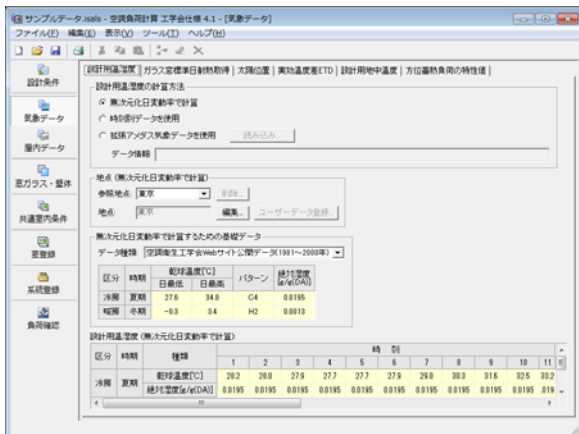 サンプルデータ.isals - 空調負荷計算 工学会仕様 4.1 - [気象データ]
ファイル(F) 編集(E) 表示(V) ツール(T) ヘルプ(H)
設計条件
気象データ
屋内データ
窓ガラス・壁体
共通室内条件
室登録
系統登録
負荷確認
設計用温湿度 | ガラス窓標準日射熱取得 | 太陽位置 | 実効温度差ETD | 設計用地中温度 | 方位蓄熱負荷の特性値
設計用温湿度の計算方法
無次元化日変動率で計算
時刻別データを使用
拡張アメダス気象データを使用 読み込み...
データ情報
地点 (無次元化日変動率で計算)
参照地点: 東京 削除...
地点: 東京 編集... ユーザーデータ登録...
無次元化日変動率で計算するための基礎データ
データ種類 空調衛生工学会Webサイト公開データ(1981～2000年)
区分 時期 乾球温度[℃] パターン 絶対湿度[g/g(DA)]
日最低 日最高
冷房 夏期 27.6 34.0 C4 0.0195
暖房 冬期 -0.3 3.4 H2 0.0013
設計用温湿度 (無次元化日変動率で計算)
区分 時期 種類 時 刻
1 2 3 4 5 6 7 8 9 10 11
冷房 夏期 乾球温度[℃] 28.2 28.0 27.9 27.7 27.7 27.9 29.0 30.3 31.6 32.5 33.2
絶対湿度[g/g(DA)] 0.0195 0.0195 0.0195 0.0195 0.0195 0.0195 0.0195 0.0195 0.0195 0.0195 .019